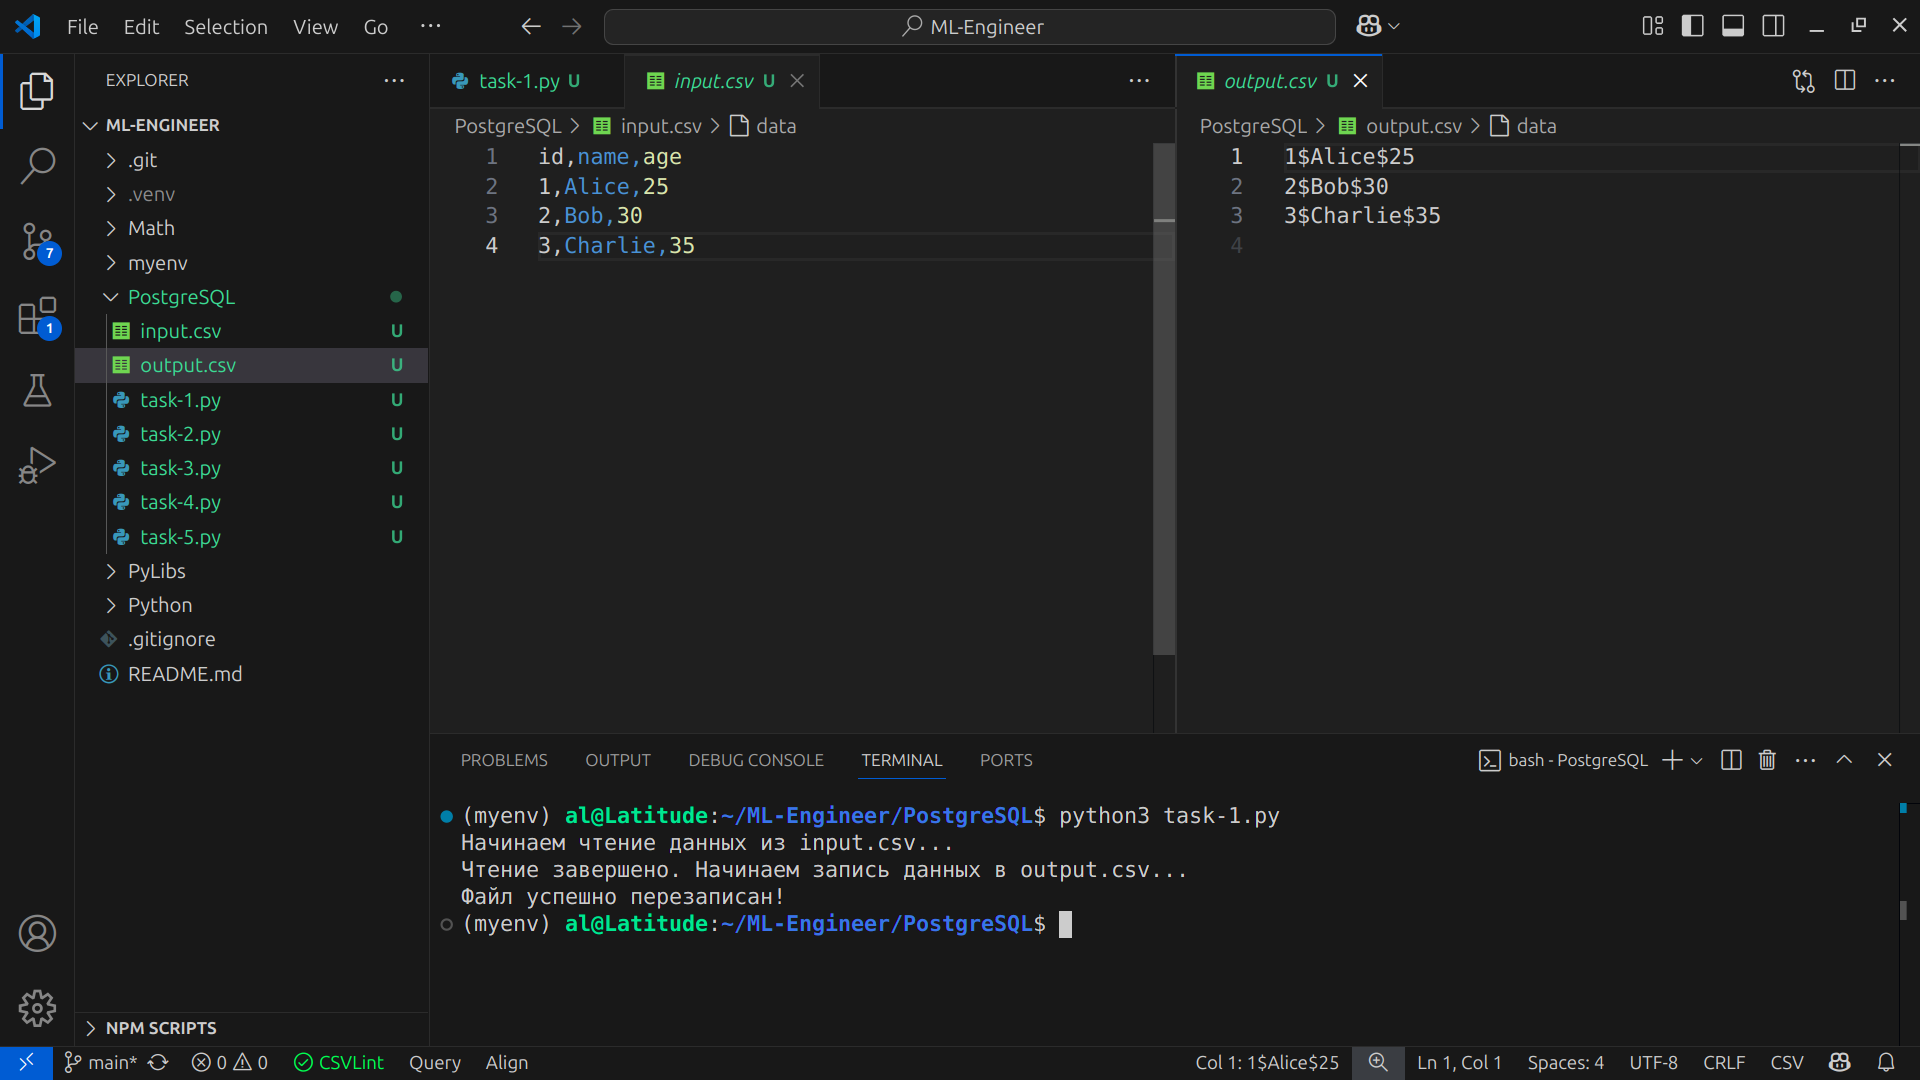 File Edit Selection View Go ··· ML-Engineer
EXPLORER ···
ML-ENGINEER
.git
.venv
Math
myenv
PostgreSQL
input.csv U
output.csv U
task-1.py U
task-2.py U
task-3.py U
task-4.py U
task-5.py U
PyLibs
Python
.gitignore
README.md
NPM SCRIPTS
7
1
task-1.py U input.csv U
PostgreSQL > input.csv > data
1 id,name,age
2 1,Alice,25
3 2,Bob,30
4 3,Charlie,35
output.csv U
PostgreSQL > output.csv > data
1 1$Alice$25
2 2$Bob$30
3 3$Charlie$35
4
PROBLEMS OUTPUT DEBUG CONSOLE TERMINAL PORTS bash - PostgreSQL
(myenv) al@Latitude:~/ML-Engineer/PostgreSQL$ python3 task-1.py
Начинаем чтение данных из input.csv...
Чтение завершено. Начинаем запись данных в output.csv...
Файл успешно перезаписан!
(myenv) al@Latitude:~/ML-Engineer/PostgreSQL$
main* 0 0 CSVLint Query Align Col 1: 1$Alice$25 Ln 1, Col 1 Spaces: 4 UTF-8 CRLF CSV